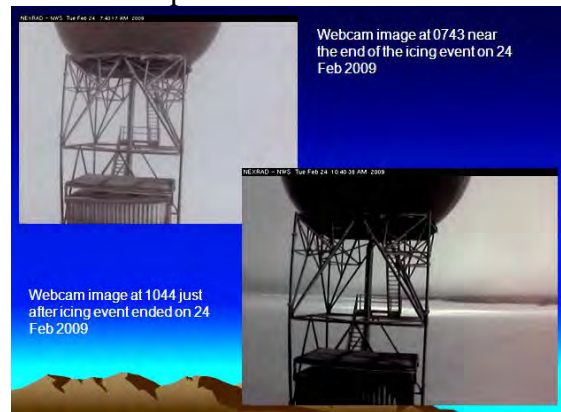 NEXRAD - NWS Tue Feb 24 7:43:17 AM 2009
Webcam image at 0743 near
the end of the icing event on 24
Feb 2009
NEXRAD - NWS Tue Feb 24 10:40:38 AM 2009
Webcam image at 1044 just
after icing event ended on 24
Feb 2009